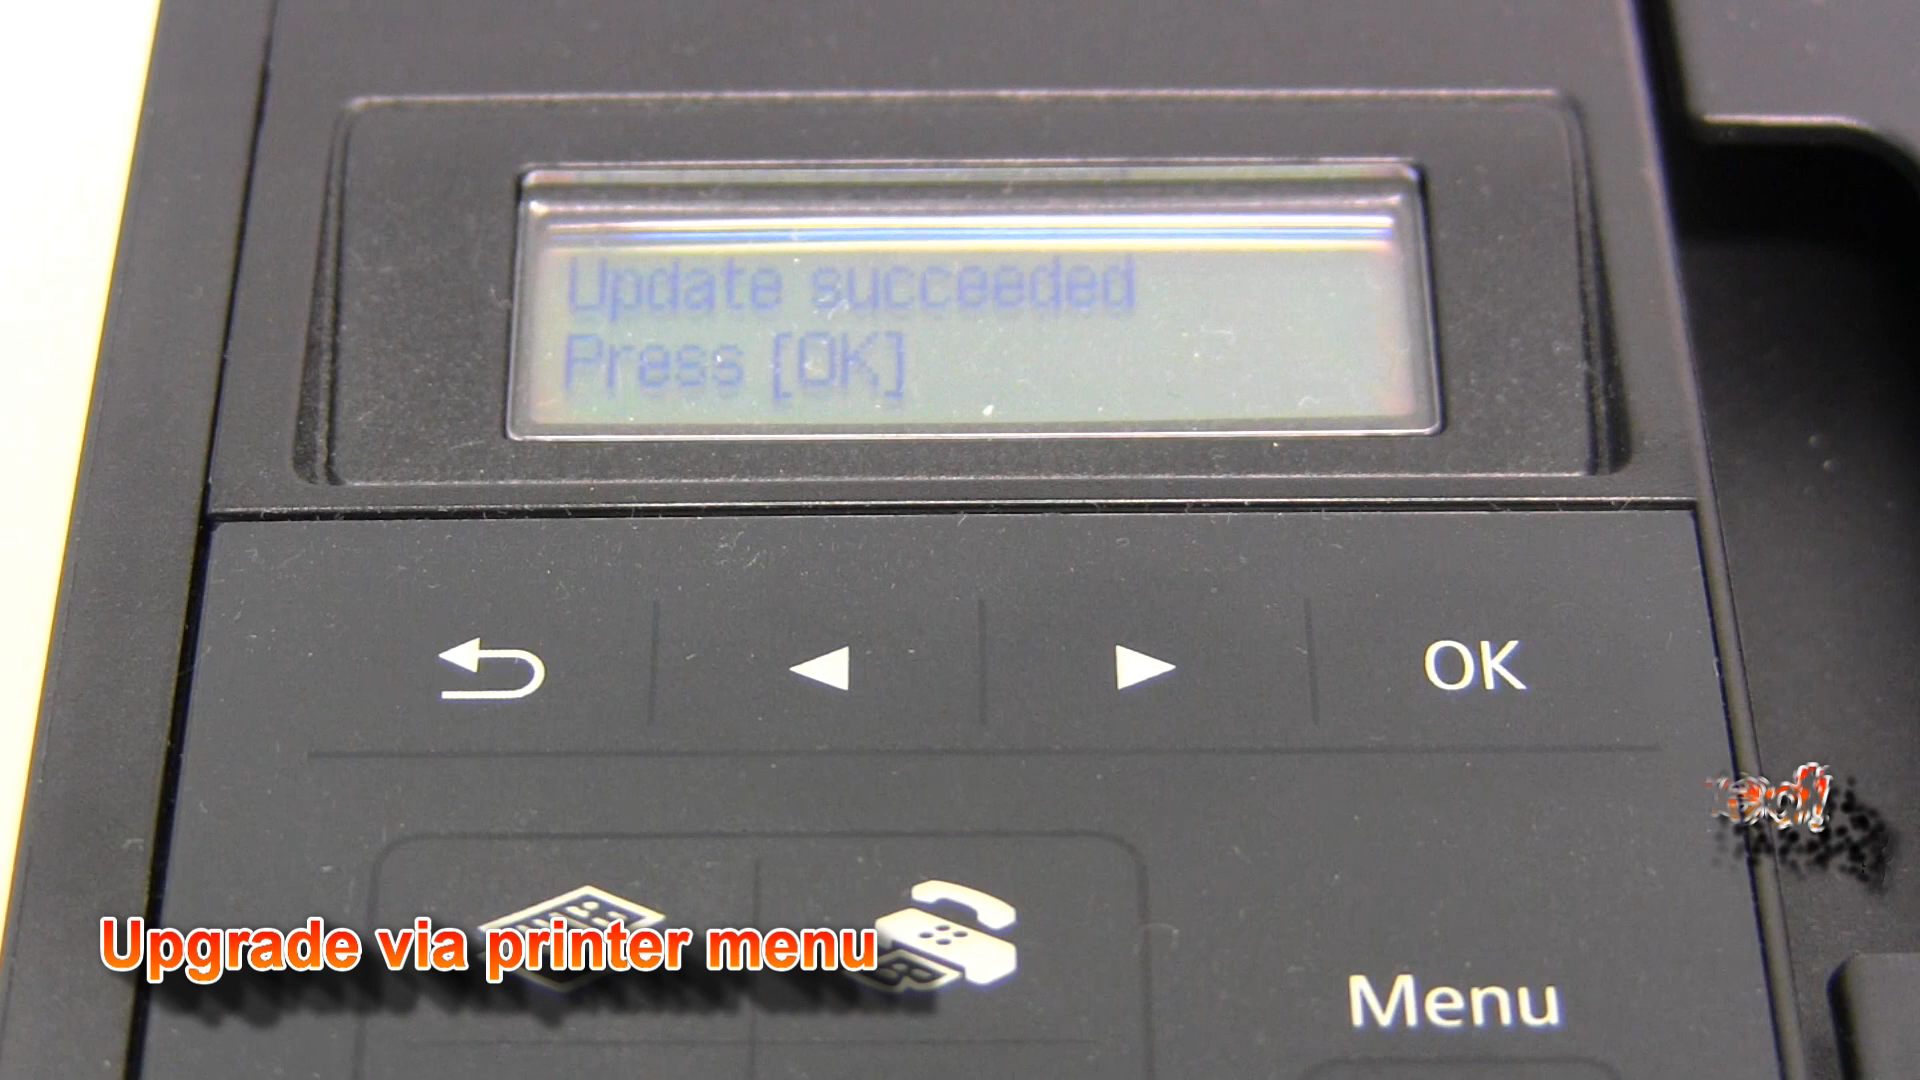 Update succeeded
Press [OK]
OK
Upgrade via printer menu
Menu